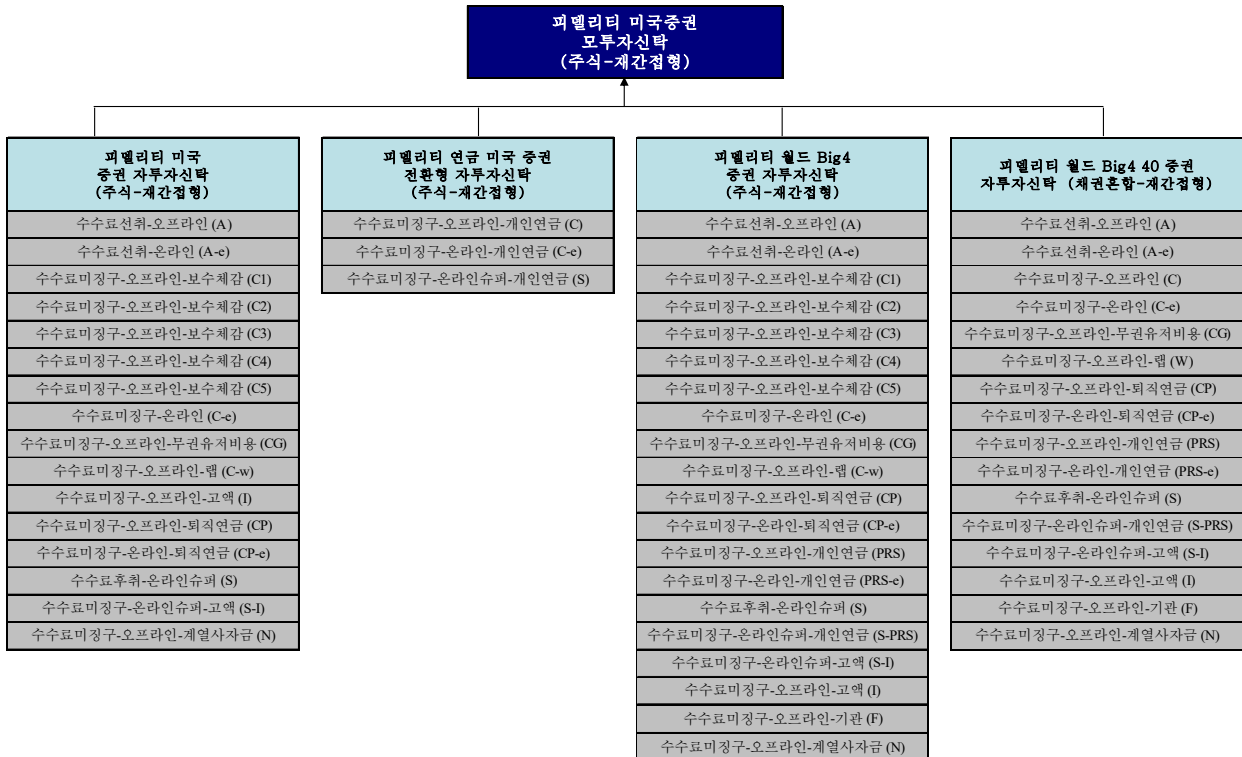 피델리티 미국증권
모투자신탁
(주식-재간접형)
피델리티 미국
증권 자투자신탁
(주식-재간접형)
수수료선취-오프라인 (A)
수수료선취-온라인 (A-e)
수수료미징구-오프라인-보수체감 (C1)
수수료미징구-오프라인-보수체감 (C2)
수수료미징구-오프라인-보수체감 (C3)
수수료미징구-오프라인-보수체감 (C4)
수수료미징구-오프라인-보수체감 (C5)
수수료미징구-온라인 (C-e)
수수료미징구-오프라인-무권유저비용 (CG)
수수료미징구-오프라인-랩 (C-w)
수수료미징구-오프라인-고액 (I)
수수료미징구-오프라인-퇴직연금 (CP)
수수료미징구-온라인-퇴직연금 (CP-e)
수수료후취-온라인슈퍼 (S)
수수료미징구-온라인슈퍼-고액 (S-I)
수수료미징구-오프라인-계열사자금 (N)
피델리티 연금 미국 증권
전환형 자투자신탁
(주식-재간접형)
수수료미징구-오프라인-개인연금 (C)
수수료미징구-온라인-개인연금 (C-e)
수수료미징구-온라인슈퍼-개인연금 (S)
피델리티 월드 Big4
증권 자투자신탁
(주식-재간접형)
수수료선취-오프라인 (A)
수수료선취-온라인 (A-e)
수수료미징구-오프라인-보수체감 (C1)
수수료미징구-오프라인-보수체감 (C2)
수수료미징구-오프라인-보수체감 (C3)
수수료미징구-오프라인-보수체감 (C4)
수수료미징구-오프라인-보수체감 (C5)
수수료미징구-온라인 (C-e)
수수료미징구-오프라인-무권유저비용 (CG)
수수료미징구-오프라인-랩 (C-w)
수수료미징구-오프라인-퇴직연금 (CP)
수수료미징구-온라인-퇴직연금 (CP-e)
수수료미징구-오프라인-개인연금 (PRS)
수수료미징구-온라인-개인연금 (PRS-e)
수수료후취-온라인슈퍼 (S)
수수료미징구-온라인슈퍼-개인연금 (S-PRS)
수수료미징구-온라인슈퍼-고액 (S-I)
수수료미징구-오프라인-고액 (I)
수수료미징구-오프라인-기관 (F)
수수료미징구-오프라인-계열사자금 (N)
피델리티 월드 Big4 40 증권
자투자신탁 (채권혼합-재간접형)
수수료선취-오프라인 (A)
수수료선취-온라인 (A-e)
수수료미징구-오프라인 (C)
수수료미징구-온라인 (C-e)
수수료미징구-오프라인-무권유저비용 (CG)
수수료미징구-오프라인-랩 (W)
수수료미징구-오프라인-퇴직연금 (CP)
수수료미징구-온라인-퇴직연금 (CP-e)
수수료미징구-오프라인-개인연금 (PRS)
수수료미징구-온라인-개인연금 (PRS-e)
수수료후취-온라인슈퍼 (S)
수수료미징구-온라인슈퍼-개인연금 (S-PRS)
수수료미징구-온라인슈퍼-고액 (S-I)
수수료미징구-오프라인-고액 (I)
수수료미징구-오프라인-기관 (F)
수수료미징구-오프라인-계열사자금 (N)